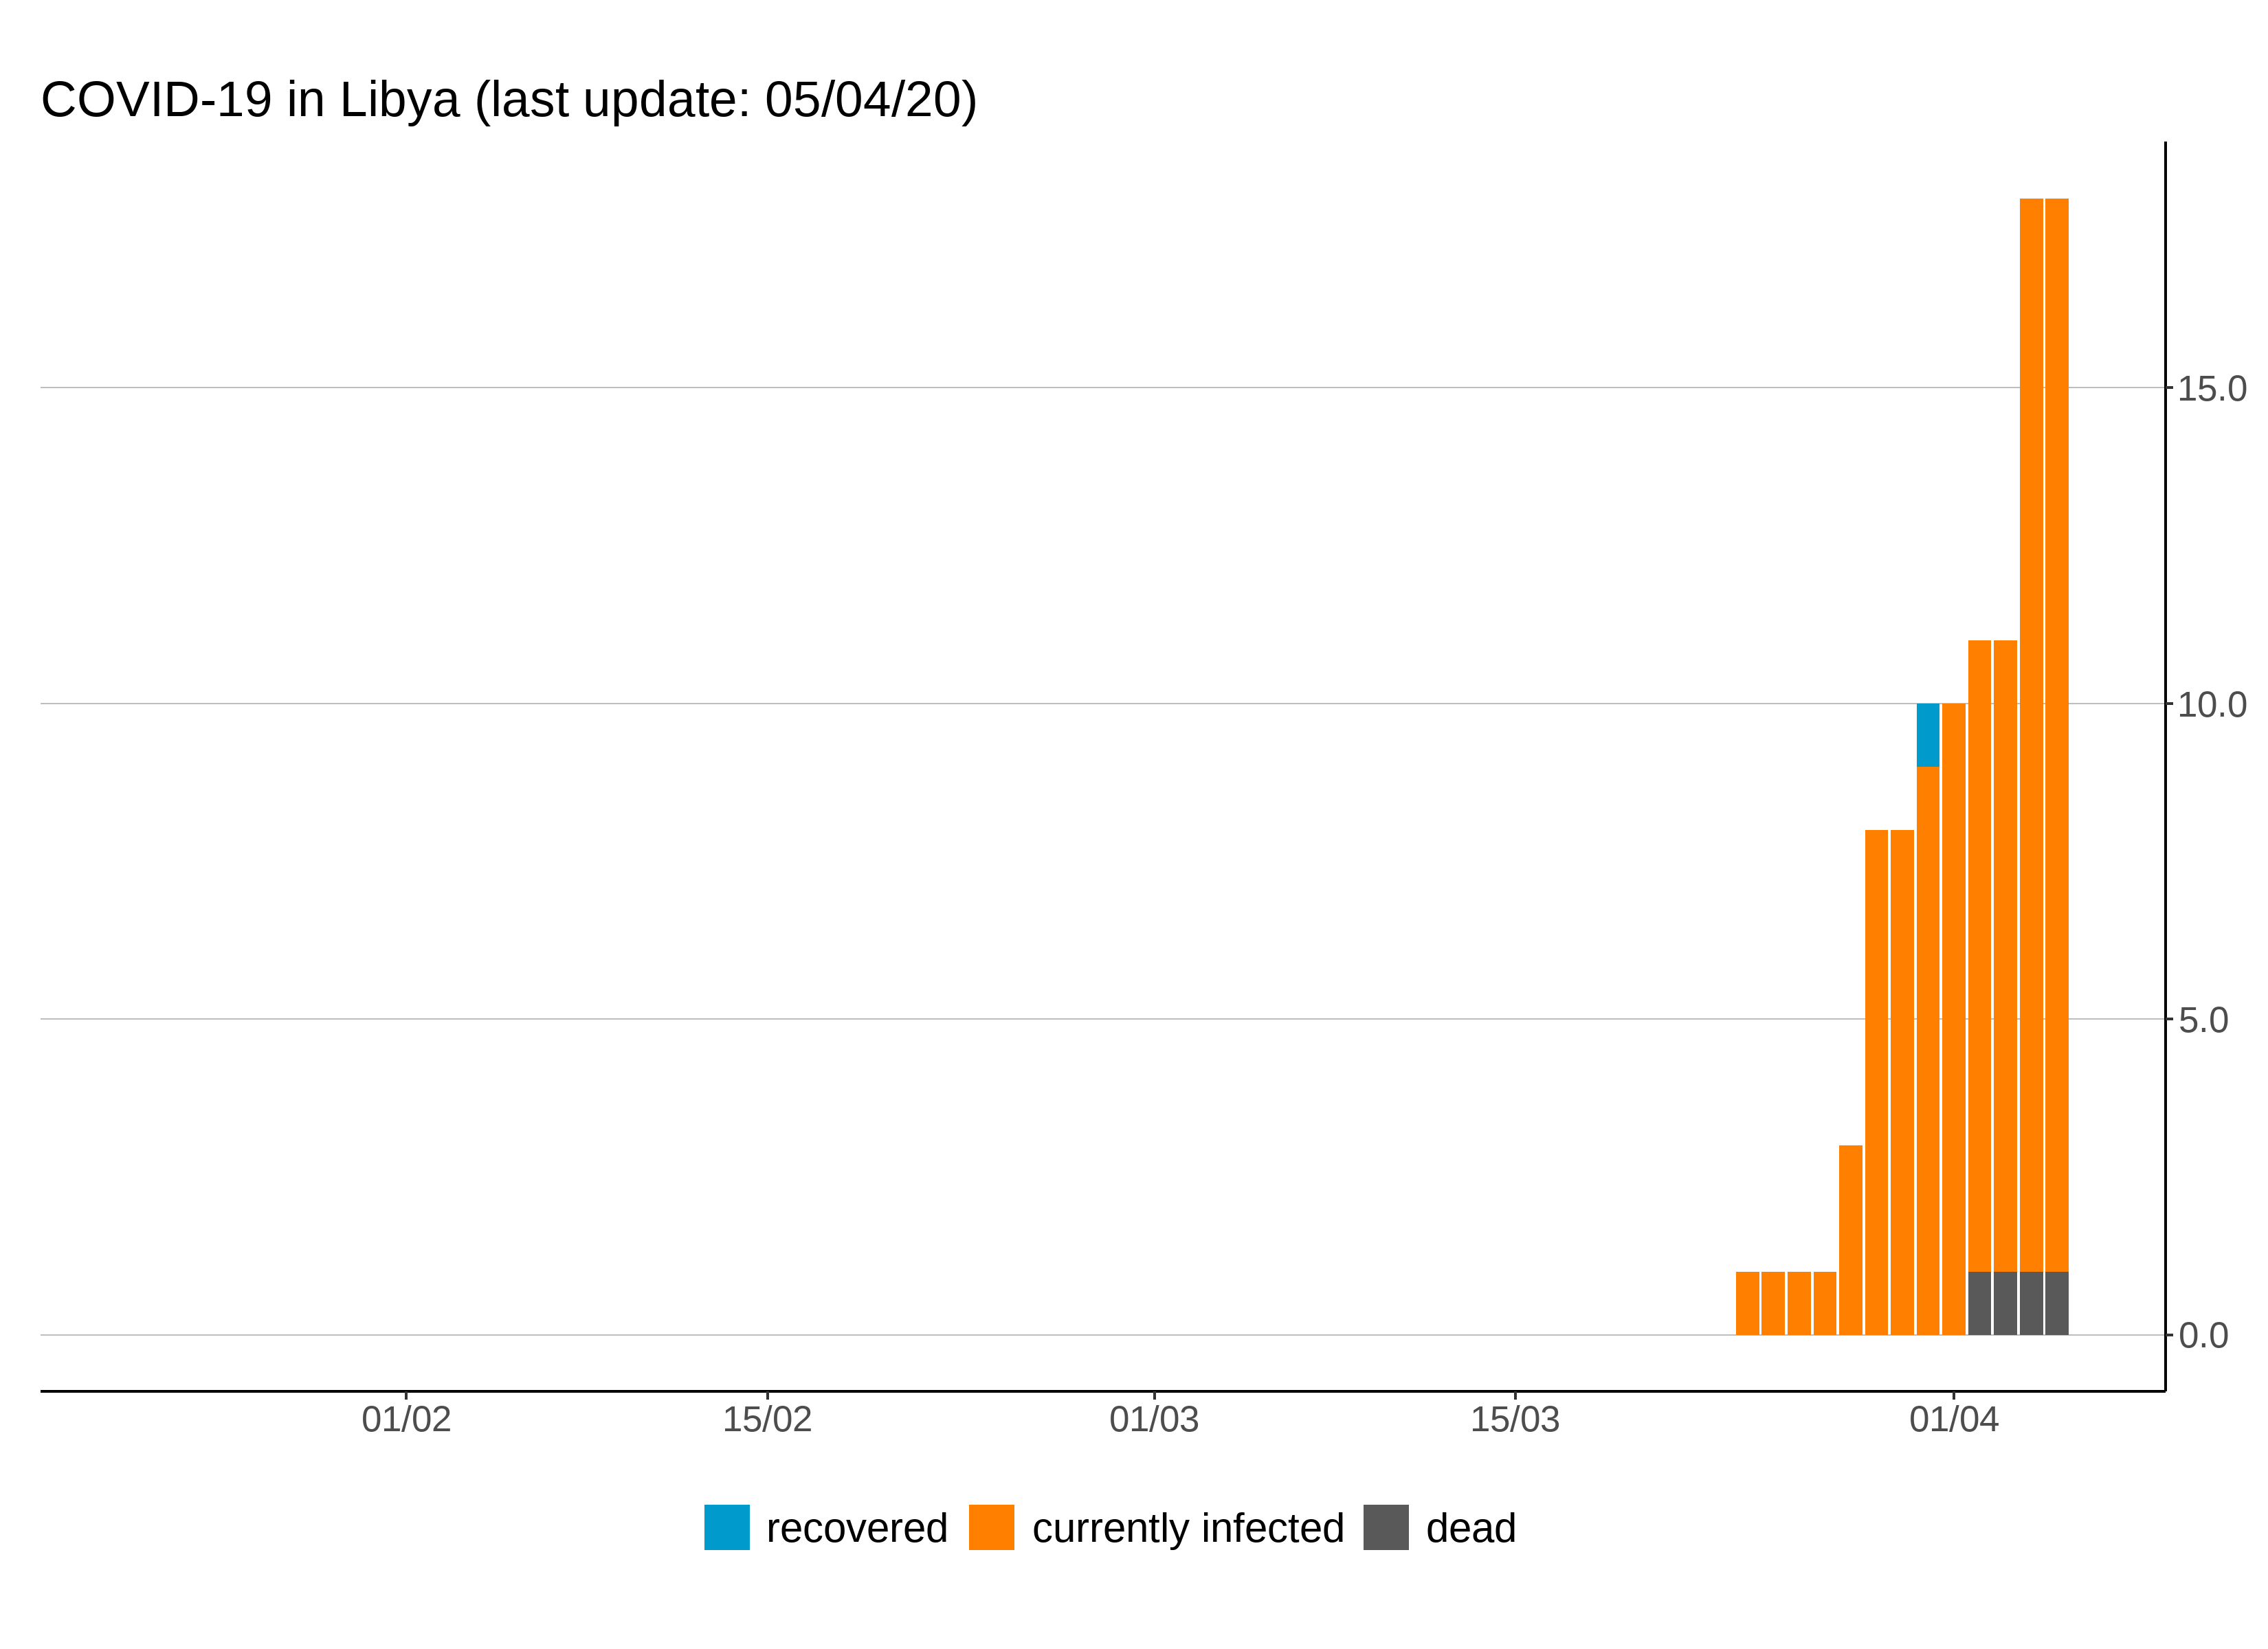 COVID-19 in Libya (last update: 05/04/20)
15.0
10.0
5.0
0.0
01/02 15/02 01/03 15/03 01/04
recovered currently infected dead